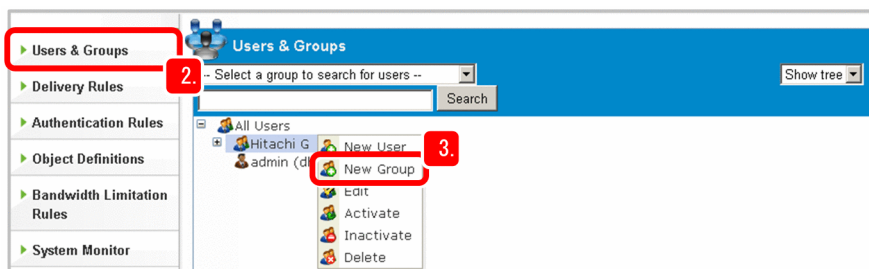 Users & Groups
Delivery Rules
Authentication Rules
Object Definitions
Bandwidth Limitation
Rules
System Monitor
2.
Users & Groups
-- Select a group to search for users --
Show tree
Search
All Users
Hitachi G
admin (d
New User
3.
New Group
Edit
Activate
Inactivate
Delete